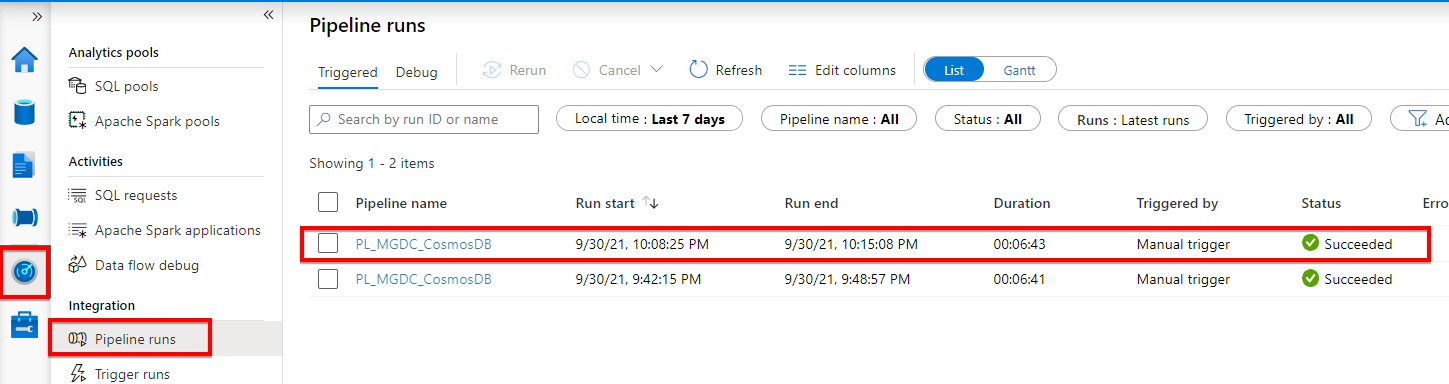 Analytics pools
SQL pools
Apache Spark pools
Activities
SQL requests
Apache Spark applications
Data flow debug
Integration
Pipeline runs
Trigger runs
Pipeline runs
Triggered Debug Rerun Cancel Refresh Edit columns List Gantt
Search by run ID or name Local time : Last 7 days Pipeline name : All Status : All Runs : Latest runs Triggered by : All Ac
Showing 1 - 2 items
Pipeline name Run start Run end Duration Triggered by Status Erro
PL_MGDC_CosmosDB 9/30/21, 10:08:25 PM 9/30/21, 10:15:08 PM 00:06:43 Manual trigger Succeeded
PL_MGDC_CosmosDB 9/30/21, 9:42:15 PM 9/30/21, 9:48:57 PM 00:06:41 Manual trigger Succeeded